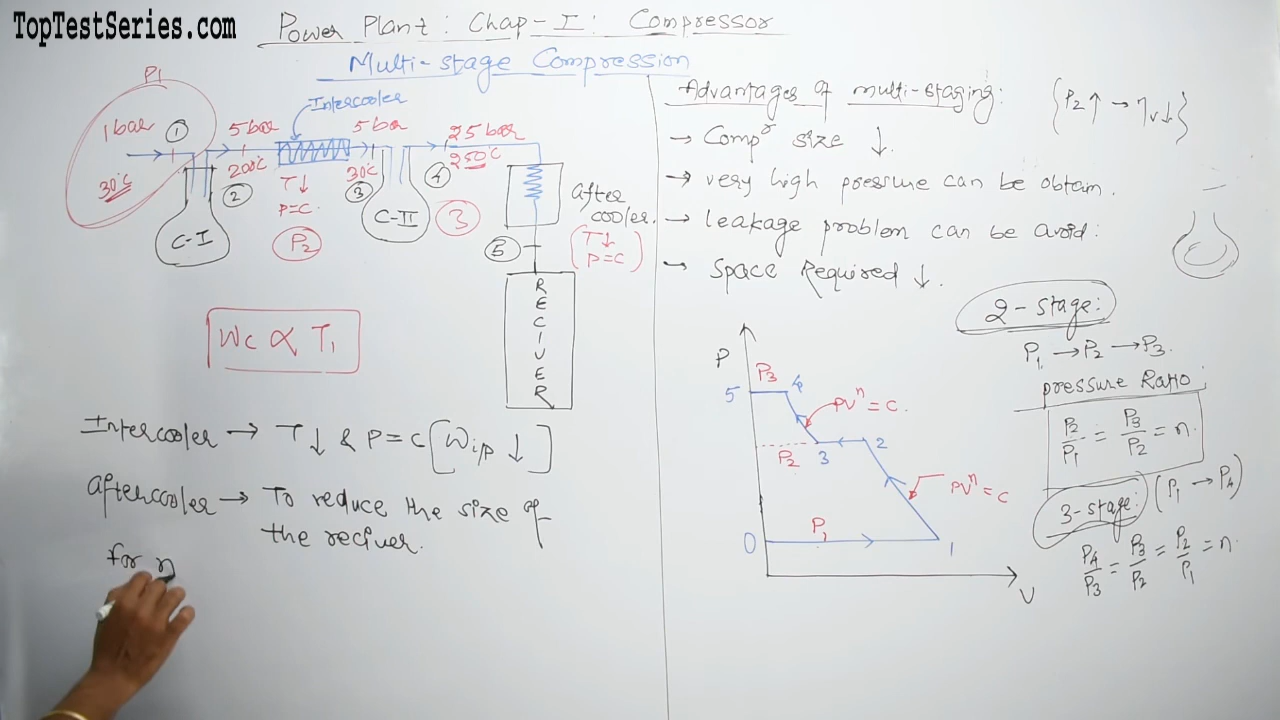 TopTestSeries.com
Power Plant: Chap-I: Compressor
Multi-stage Compression
P1
Intercooler
1 bar
1
5 bar
5 bar
25 bar
30°C
200°C
30°C
250°C
2
T↓
P=C
3
4
C-I
P2
C-II
3
After
cooler.
T↓
P=C
5
RECIVER
Wc ∝ T1
Intercooler → T↓ & P=C [Wi/p ↓]
Aftercooler → To reduce the size of
the reciver.
for n
Advantages of multi-staging:
{P2↑ → ηv↓}
→ Compr size ↓.
→ very high pressure can be obtain.
→ leakage problem can be avoid:
→ Space Required ↓.
2-stage:
P1 → P2 → P3.
pressure Ratio:
P2/P1 = P3/P2 = n.
3-stage: (P1 → P4)
P4/P3 = P3/P2 = P2/P1 = n.
P
P3
5
4
PV^n = C.
P2
3
2
PV^n = C
P1
0
1
V